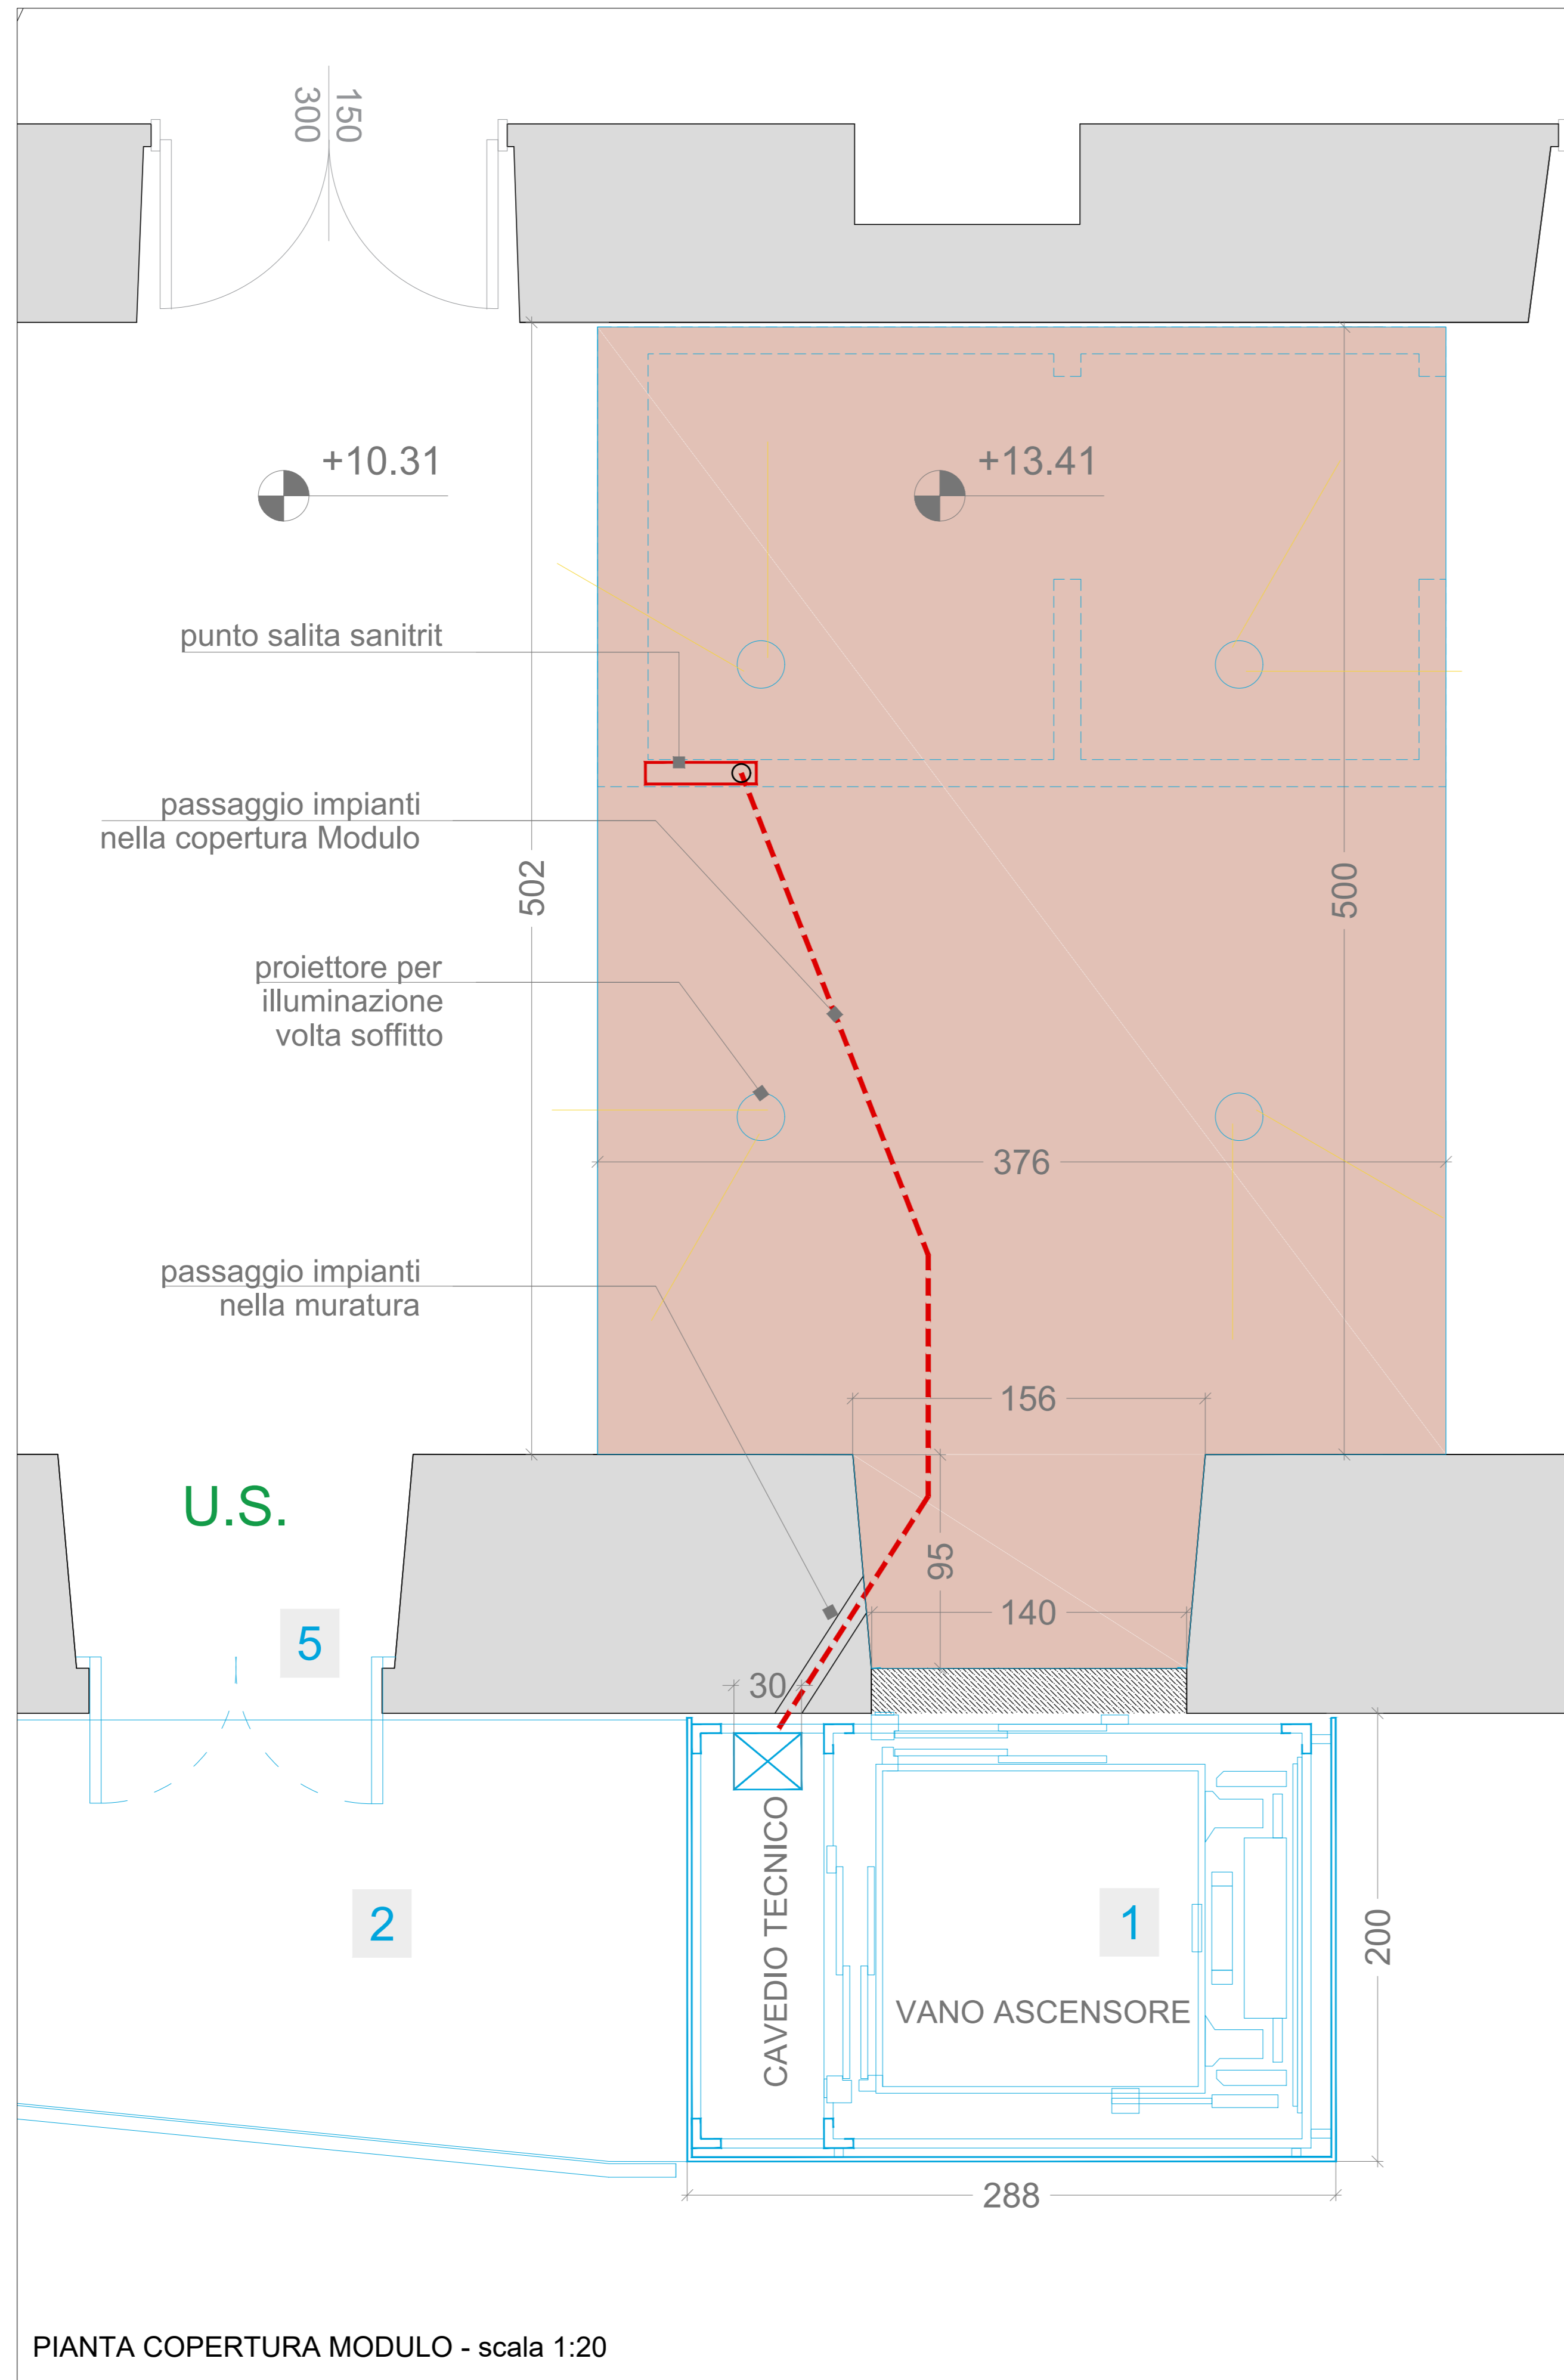 150
300
+10.31
+13.41
punto salita sanitrit
passaggio impianti
nella copertura Modulo
502
500
proiettore per
illuminazione
volta soffitto
376
passaggio impianti
nella muratura
156
U.S.
95
5
140
30
CAVEDIO TECNICO
2
1
200
VANO ASCENSORE
288
PIANTA COPERTURA MODULO - scala 1:20